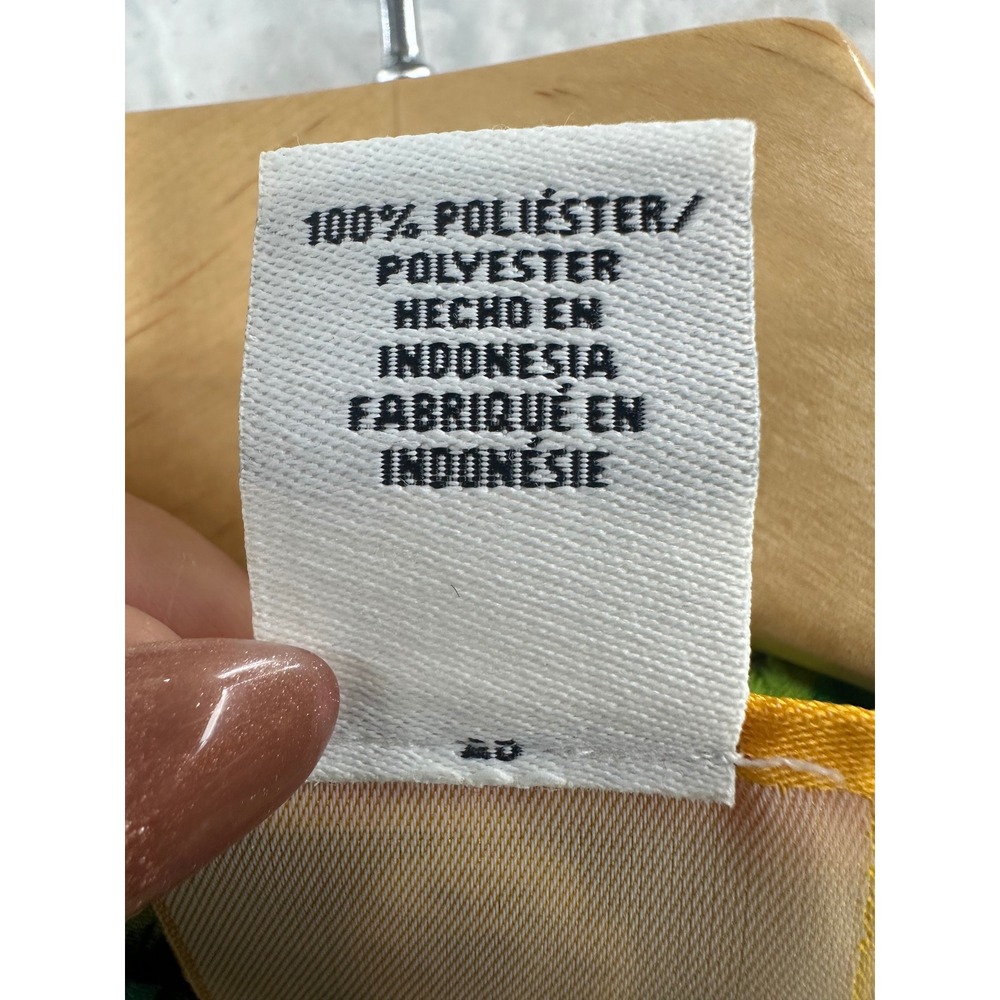 100% POLIÉSTER/
POLYESTER
HECHO EN
INDONESIA
FABRIQUÉ EN
INDONÉSIE